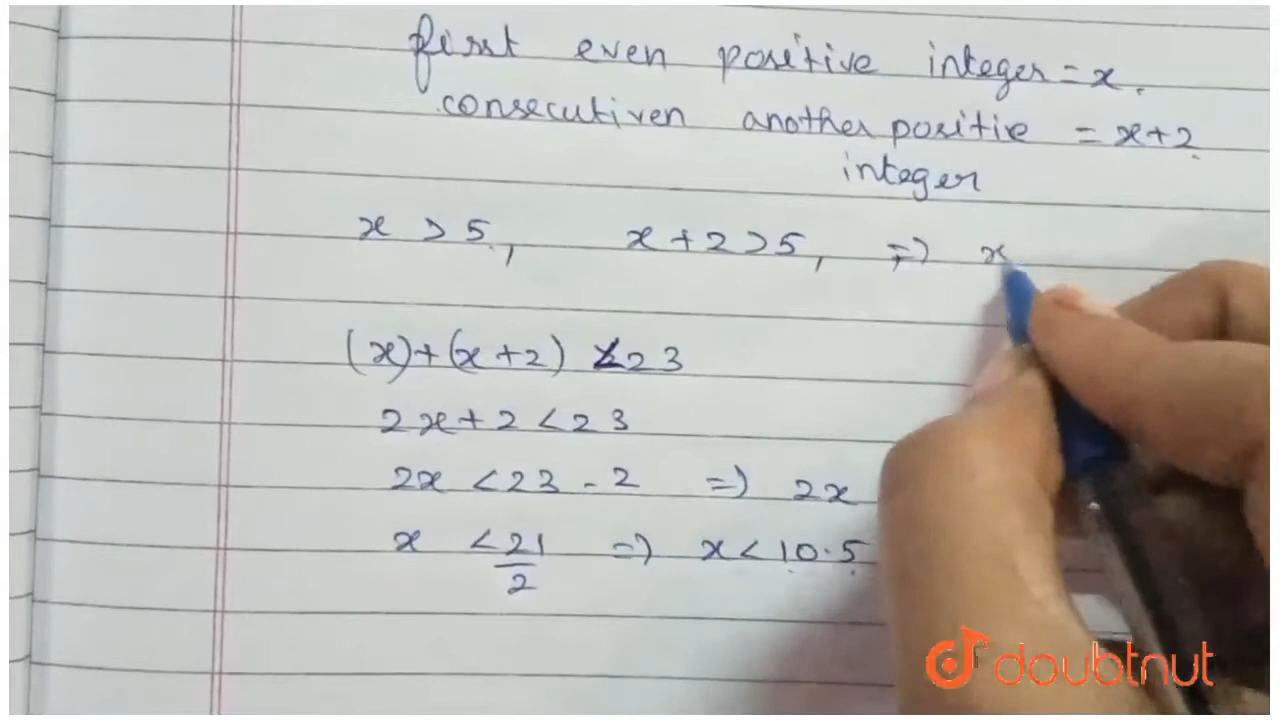 first even positive integer = x.
consecutiven another positie = x+2
integer
x > 5, x + 2 > 5, => x
(x)+(x+2) <23
2x+2 < 23
2x < 23 - 2 => 2x
x < 21/2 => x < 10.5
doubtnut